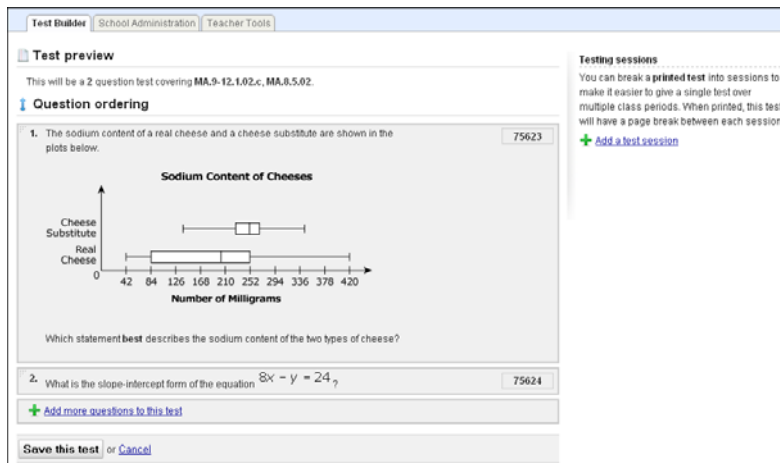 Test Builder School Administration Teacher Tools
Test preview
This will be a 2 question test covering MA.9-12.1.02.c, MA.8.5.02.
Question ordering
1. The sodium content of a real cheese and a cheese substitute are shown in the
plots below.
75623
Sodium Content of Cheeses
Cheese
Substitute
Real
Cheese
0 42 84 126 168 210 252 294 336 378 420
Number of Milligrams
Which statement best describes the sodium content of the two types of cheese?
2. What is the slope-intercept form of the equation 8x - y = 24?
75624
Add more questions to this test
Save this test or Cancel
Testing sessions
You can break a printed test into sessions to
make it easier to give a single test over
multiple class periods. When printed, this test
will have a page break between each session
Add a test session